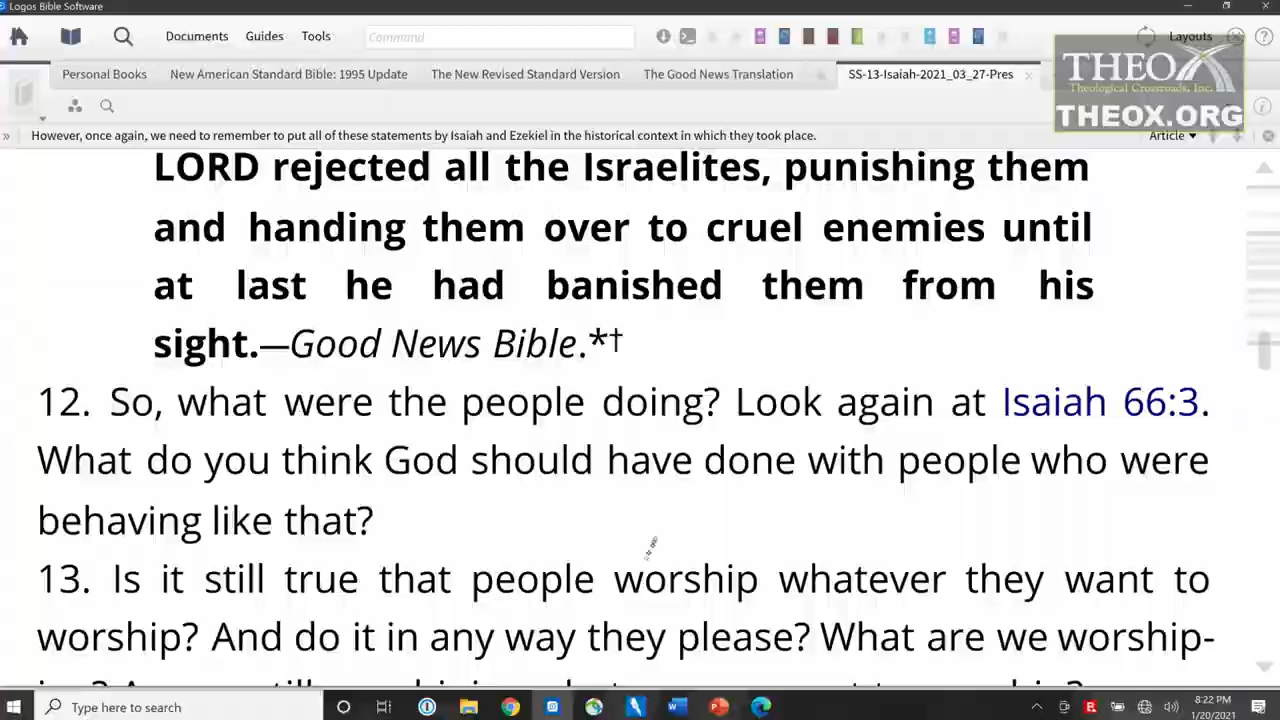 Logos Bible Software
Documents Guides Tools Command Layouts
THEOX
Theological Crossroads, Inc.
THEOX.ORG
Personal Books New American Standard Bible: 1995 Update The New Revised Standard Version The Good News Translation SS-13-Isaiah-2021_03_27-Pres
» However, once again, we need to remember to put all of these statements by Isaiah and Ezekiel in the historical context in which they took place. Article
LORD rejected all the Israelites, punishing them
and handing them over to cruel enemies until
at last he had banished them from his
sight.—Good News Bible.*†
12. So, what were the people doing? Look again at Isaiah 66:3.
What do you think God should have done with people who were
behaving like that?
13. Is it still true that people worship whatever they want to
worship? And do it in any way they please? What are we worship-
Type here to search
8:22 PM
1/20/2021